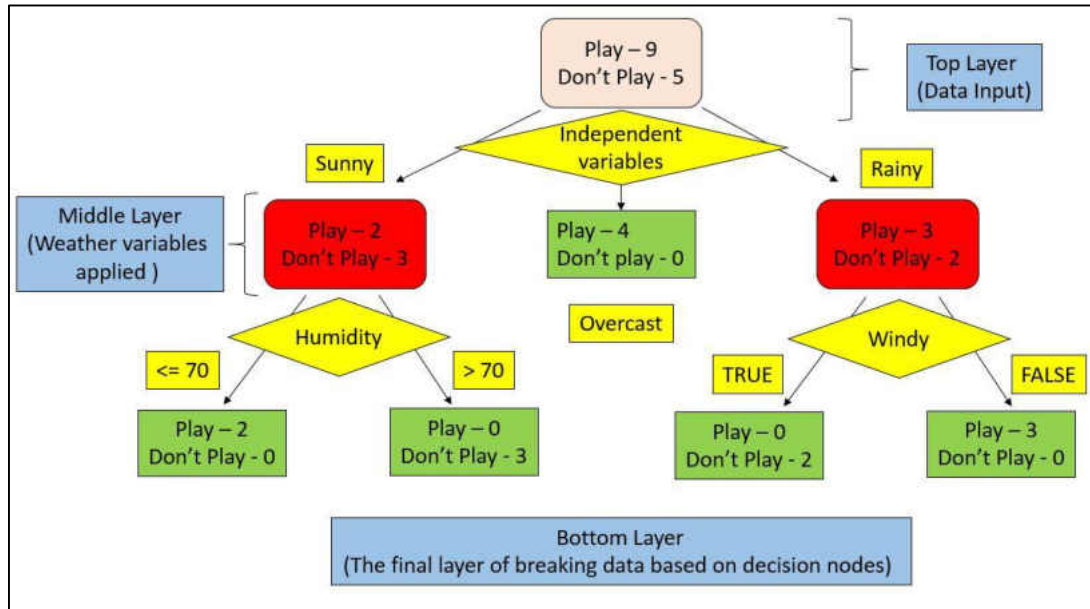 Play – 9
Don't Play - 5
Top Layer
(Data Input)
Independent
variables
Sunny
Rainy
Middle Layer
(Weather variables
applied )
Play – 2
Don't Play - 3
Play – 4
Don't play - 0
Play – 3
Don't Play - 2
Overcast
Humidity
Windy
<= 70
> 70
TRUE
FALSE
Play – 2
Don't Play - 0
Play – 0
Don't Play - 3
Play – 0
Don't Play - 2
Play – 3
Don't Play - 0
Bottom Layer
(The final layer of breaking data based on decision nodes)